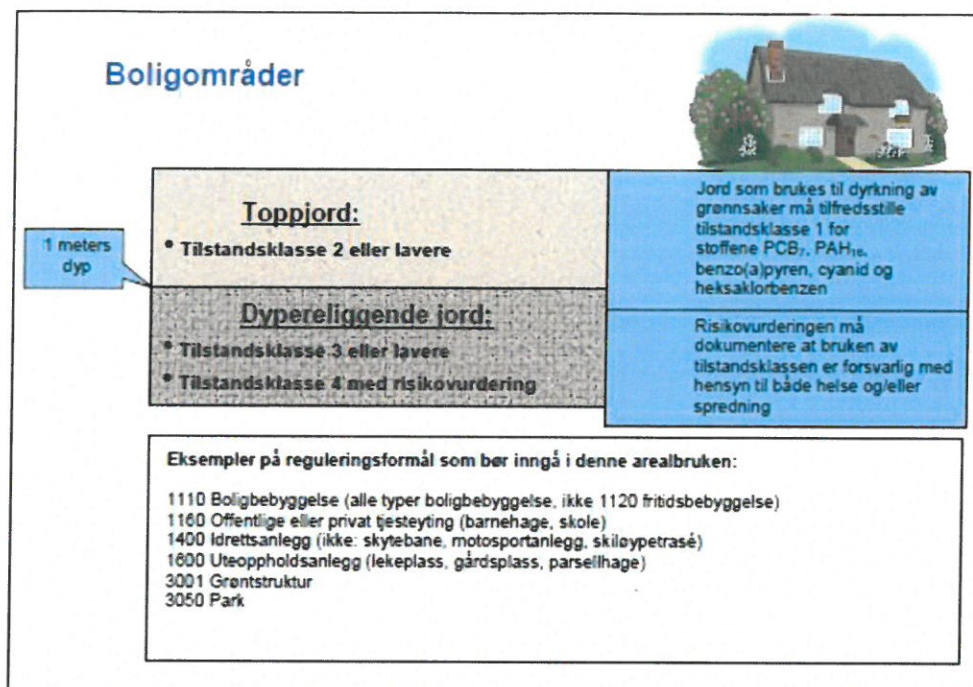 Boligområder
1 meters
dyp
Toppjord:
• Tilstandsklasse 2 eller lavere
Dypereliggende jord:
• Tilstandsklasse 3 eller lavere
• Tilstandsklasse 4 med risikovurdering
Jord som brukes til dyrkning av
grønnsaker må tilfredsstille
tilstandsklasse 1 for
stoffene PCB₇, PAH₁₆,
benzo(a)pyren, cyanid og
heksaklorbenzen
Risikovurderingen må
dokumentere at bruken av
tilstandsklassen er forsvarlig med
hensyn til både helse og/eller
spredning
Eksempler på reguleringsformål som bør inngå i denne arealbruken:
1110 Boligbebyggelse (alle typer boligbebyggelse, ikke 1120 fritidsbebyggelse)
1160 Offentlige eller privat tjesteyting (barnehage, skole)
1400 Idrettsanlegg (ikke: skytebane, motosportanlegg, skiløypetrasé)
1600 Uteoppholdsanlegg (lekeplass, gårdsplass, parsellhage)
3001 Grøntstruktur
3050 Park